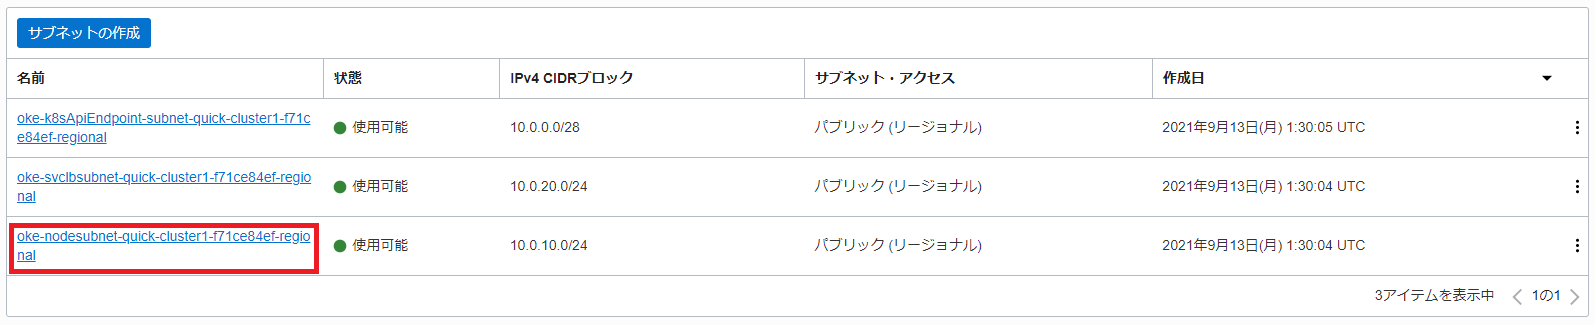 サブネットの作成
名前 状態 IPv4 CIDRブロック サブネット・アクセス 作成日
oke-k8sApiEndpoint-subnet-quick-cluster1-f71c
e84ef-regional
使用可能 10.0.0.0/28 パブリック (リージョナル) 2021年9月13日(月) 1:30:05 UTC
oke-svclbsubnet-quick-cluster1-f71ce84ef-regio
nal
使用可能 10.0.20.0/24 パブリック (リージョナル) 2021年9月13日(月) 1:30:04 UTC
oke-nodesubnet-quick-cluster1-f71ce84ef-regio
nal
使用可能 10.0.10.0/24 パブリック (リージョナル) 2021年9月13日(月) 1:30:04 UTC
3アイテムを表示中 1の1